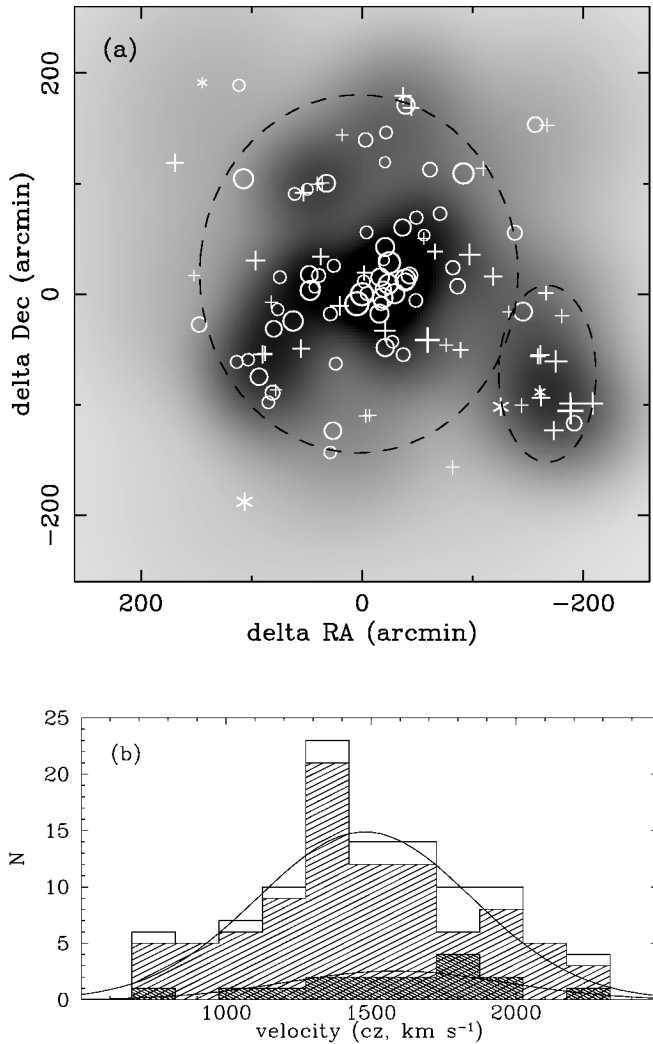 (a)
200
0
-200
delta Dec (arcmin)
200 0 -200
delta RA (arcmin)
25
20
15
10
5
0
(b)
N
1000 1500 2000
velocity (cz, km s⁻¹)